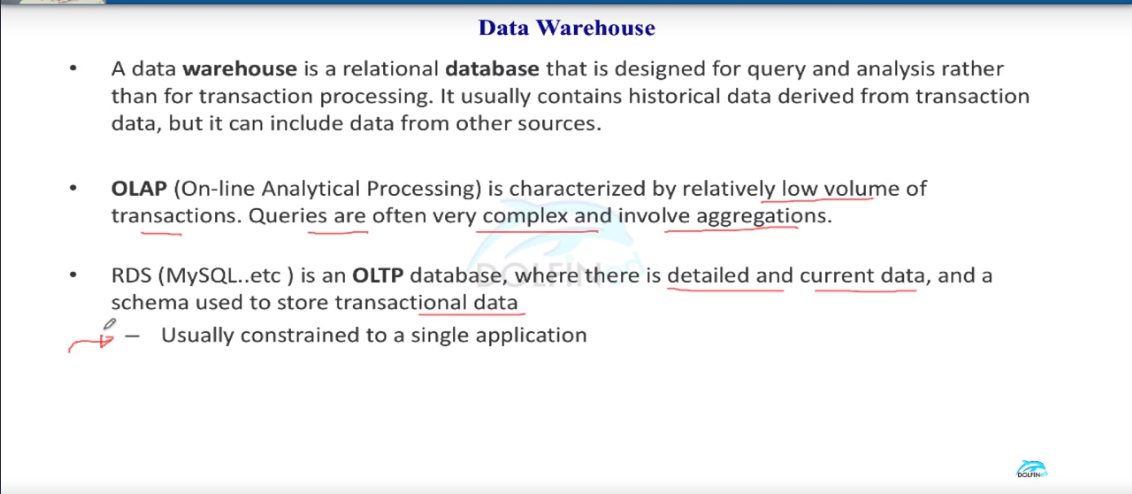 Data Warehouse
• A data warehouse is a relational database that is designed for query and analysis rather
than for transaction processing. It usually contains historical data derived from transaction
data, but it can include data from other sources.
• OLAP (On-line Analytical Processing) is characterized by relatively low volume of
transactions. Queries are often very complex and involve aggregations.
DOLFIN
• RDS (MySQL..etc ) is an OLTP database, where there is detailed and current data, and a
schema used to store transactional data
– Usually constrained to a single application
DOLFIN